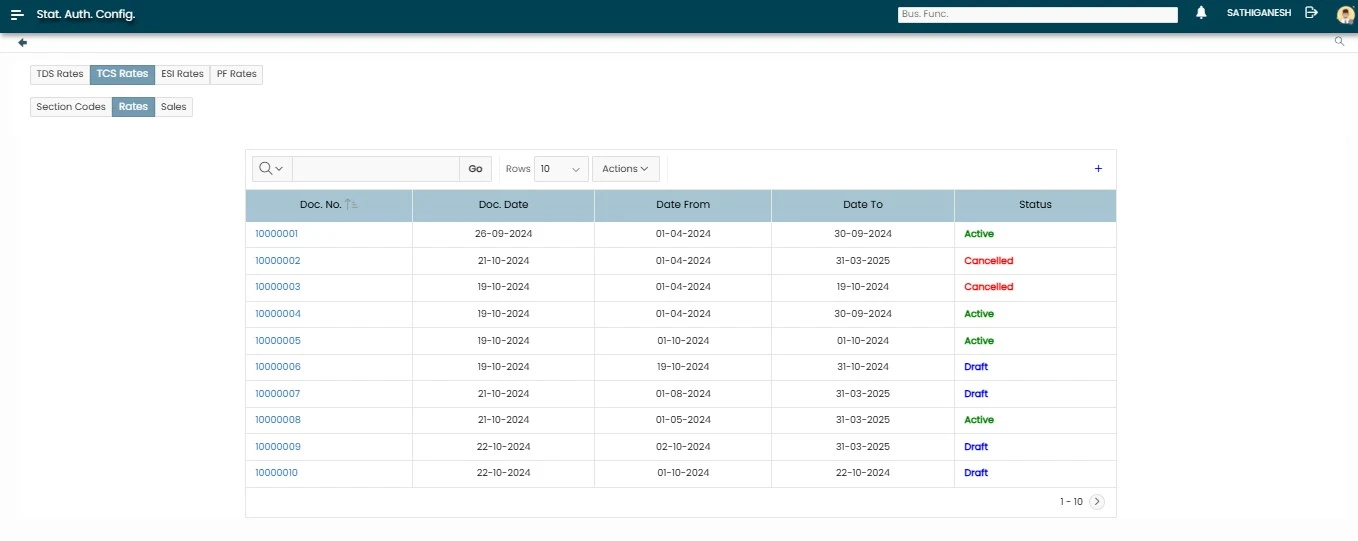 Stat. Auth. Config. Bus. Func. SATHIGANESH
TDS Rates TCS Rates ESI Rates PF Rates
Section Codes Rates Sales
Go Rows 10 Actions +
Doc. No. Doc. Date Date From Date To Status
10000001 26-09-2024 01-04-2024 30-09-2024 Active
10000002 21-10-2024 01-04-2024 31-03-2025 Cancelled
10000003 19-10-2024 01-04-2024 19-10-2024 Cancelled
10000004 19-10-2024 01-04-2024 30-09-2024 Active
10000005 19-10-2024 01-10-2024 01-10-2024 Active
10000006 19-10-2024 19-10-2024 31-10-2024 Draft
10000007 21-10-2024 01-08-2024 31-03-2025 Draft
10000008 21-10-2024 01-05-2024 31-03-2025 Active
10000009 22-10-2024 02-10-2024 31-03-2025 Draft
10000010 22-10-2024 01-10-2024 22-10-2024 Draft
1 - 10